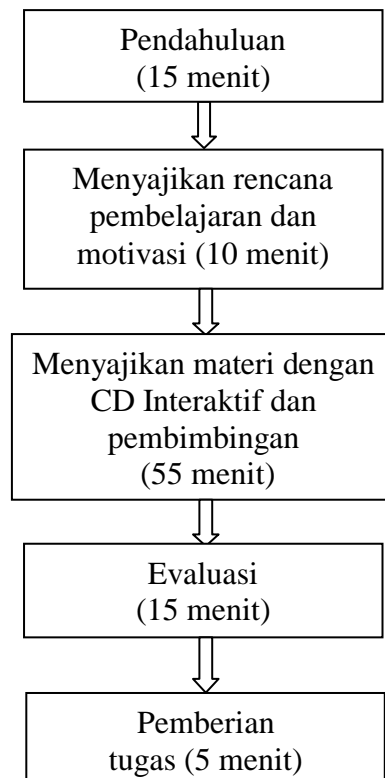 Pendahuluan
(15 menit)
Menyajikan rencana
pembelajaran dan
motivasi (10 menit)
Menyajikan materi dengan
CD Interaktif dan
pembimbingan
(55 menit)
Evaluasi
(15 menit)
Pemberian
tugas (5 menit)